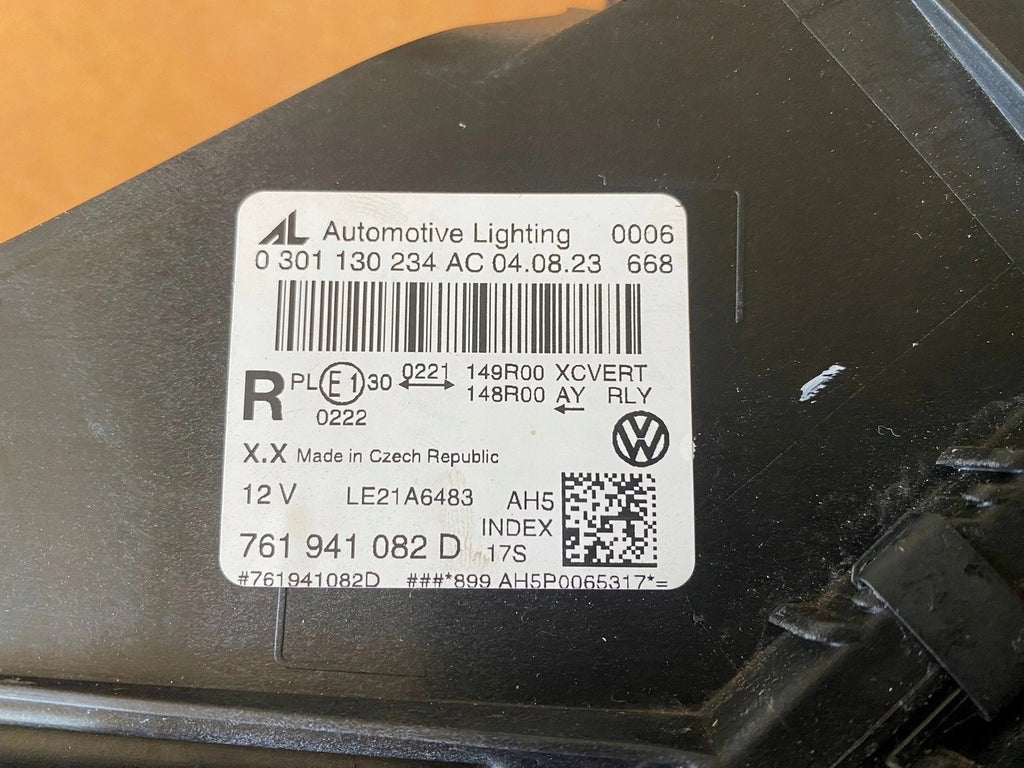 AL Automotive Lighting 0006
0 301 130 234 AC 04.08.23 668
R PL E1 30 0221 149R00 XCVERT
0222 148R00 AY RLY
X.X Made in Czech Republic
12 V LE21A6483 AH5
INDEX
761 941 082 D 17S
#761941082D ###*899 AH5P0065317*=